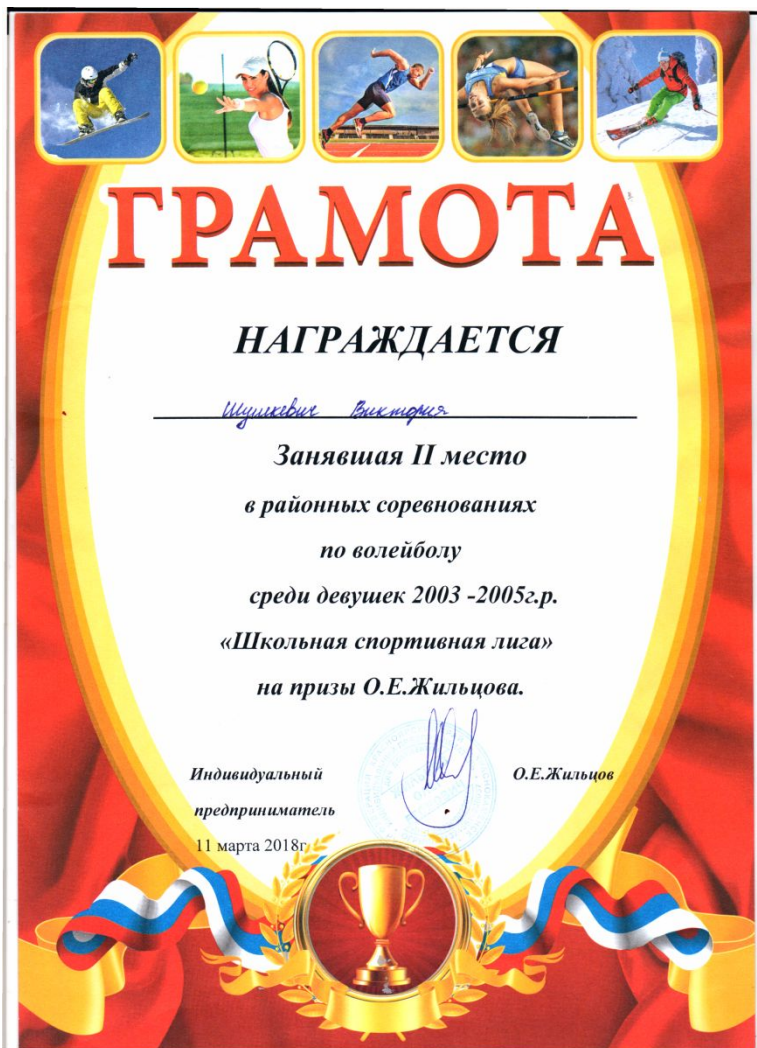 ГРАМОТА
НАГРАЖДАЕТСЯ
Шушкевич Виктория
Занявшая II место
в районных соревнованиях
по волейболу
среди девушек 2003 -2005г.р.
«Школьная спортивная лига»
на призы О.Е.Жильцова.
Индивидуальный
О.Е.Жильцов
предприниматель
11 марта 2018г